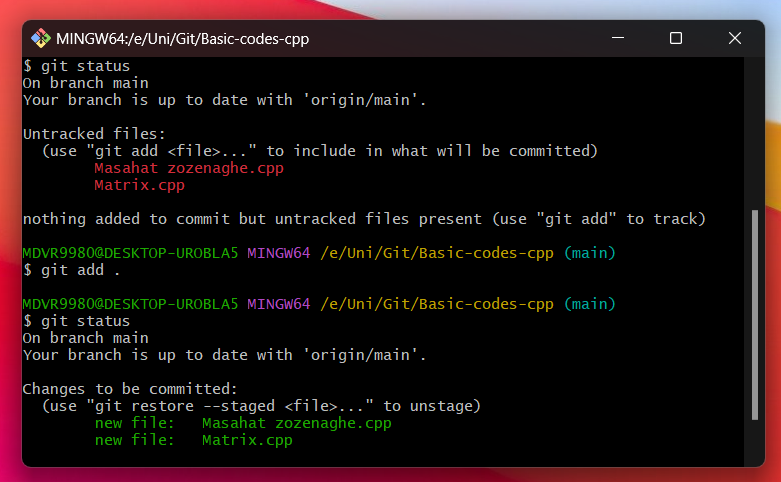 MINGW64:/e/Uni/Git/Basic-codes-cpp
$ git status
On branch main
Your branch is up to date with 'origin/main'.
Untracked files:
(use "git add <file>..." to include in what will be committed)
Masahat zozenaghe.cpp
Matrix.cpp
nothing added to commit but untracked files present (use "git add" to track)
MDVR9980@DESKTOP-UROBLA5 MINGW64 /e/Uni/Git/Basic-codes-cpp (main)
$ git add .
MDVR9980@DESKTOP-UROBLA5 MINGW64 /e/Uni/Git/Basic-codes-cpp (main)
$ git status
On branch main
Your branch is up to date with 'origin/main'.
Changes to be committed:
(use "git restore --staged <file>..." to unstage)
new file:   Masahat zozenaghe.cpp
new file:   Matrix.cpp